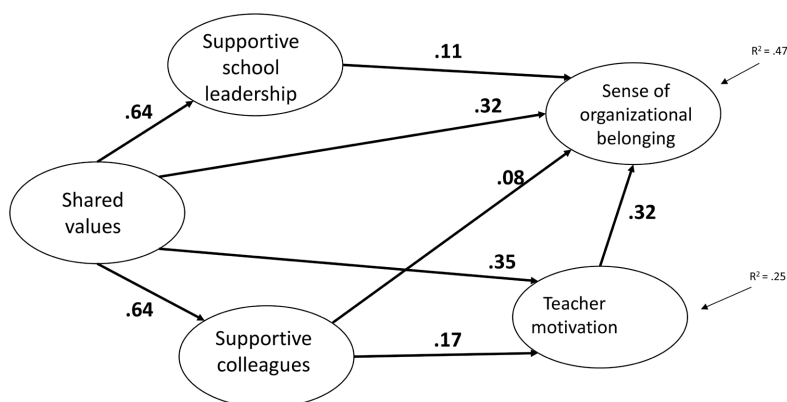 Supportive
school
leadership
.11
R² = .47
Sense of
organizational
belonging
.64
.32
.08
Shared
values
.32
.35
R² = .25
.64
Teacher
motivation
Supportive
colleagues
.17